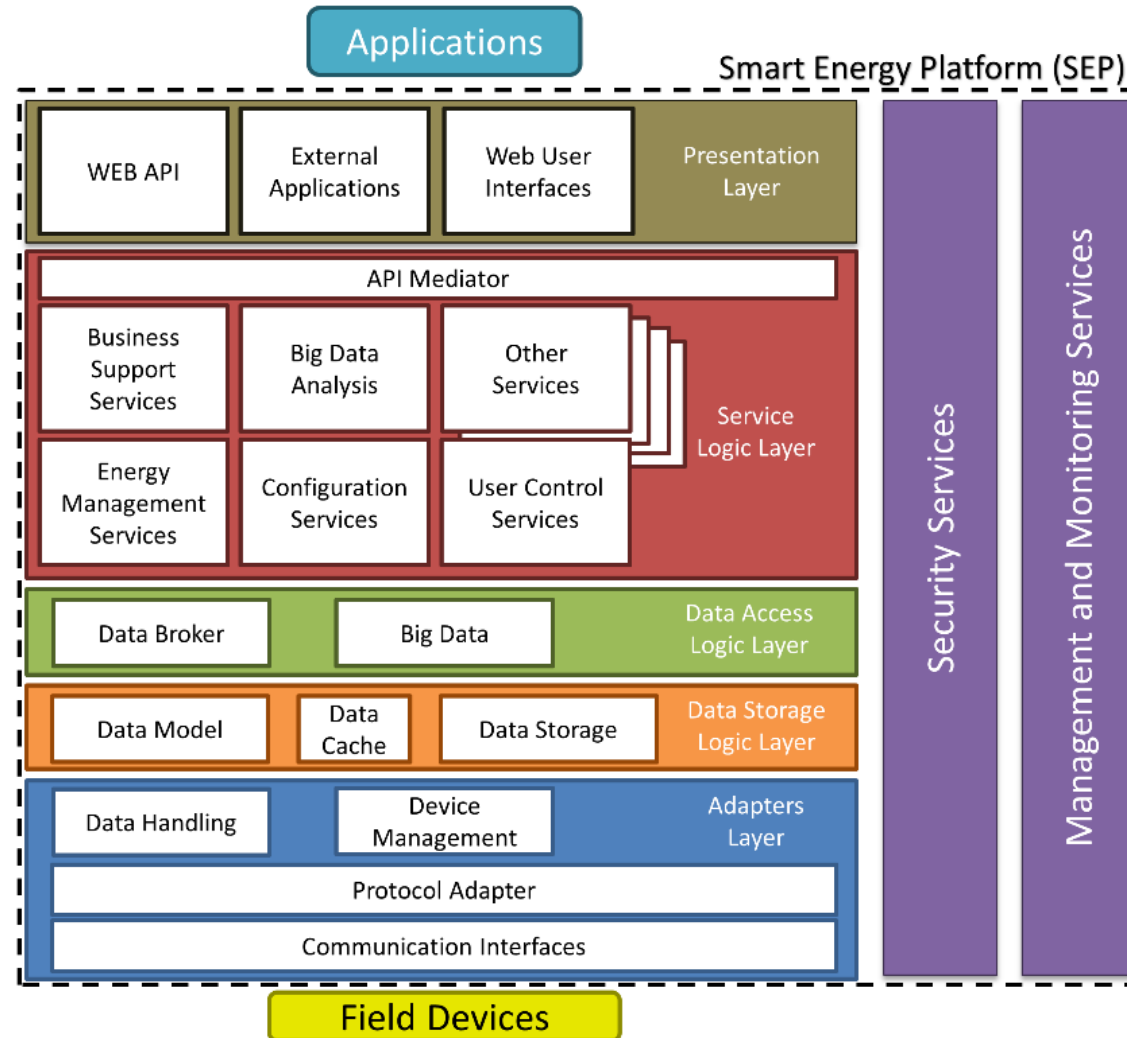 Applications
Smart Energy Platform (SEP)
WEB API
External
Applications
Web User
Interfaces
Presentation
Layer
API Mediator
Business
Support
Services
Big Data
Analysis
Other
Services
Service
Logic Layer
Energy
Management
Services
Configuration
Services
User Control
Services
Data Broker
Big Data
Data Access
Logic Layer
Data Model
Data
Cache
Data Storage
Data Storage
Logic Layer
Data Handling
Device
Management
Adapters
Layer
Protocol Adapter
Communication Interfaces
Security Services
Management and Monitoring Services
Field Devices